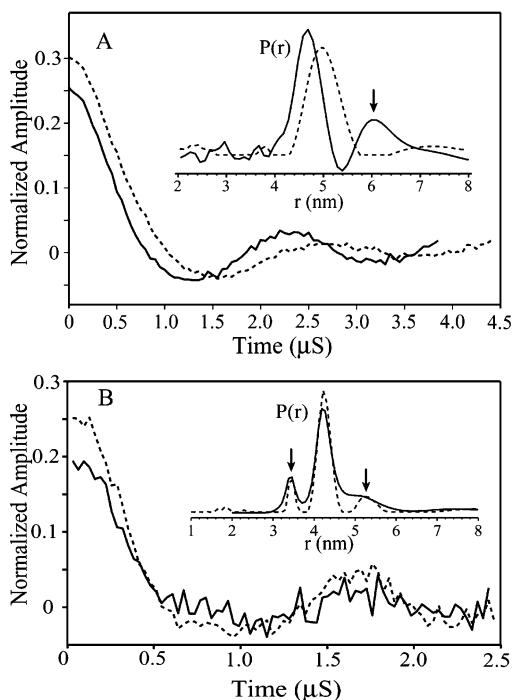 A
Normalized Amplitude
0.3
0.2
0.1
0
P(r)
2 3 4 5 6 7 8
r (nm)
0 0.5 1.0 1.5 2.0 2.5 3.0 3.5 4.0 4.5
Time (μS)
B
Normalized Amplitude
0.3
0.2
0.1
0
P(r)
1 2 3 4 5 6 7 8
r (nm)
0 0.5 1.0 1.5 2.0 2.5
Time (μS)